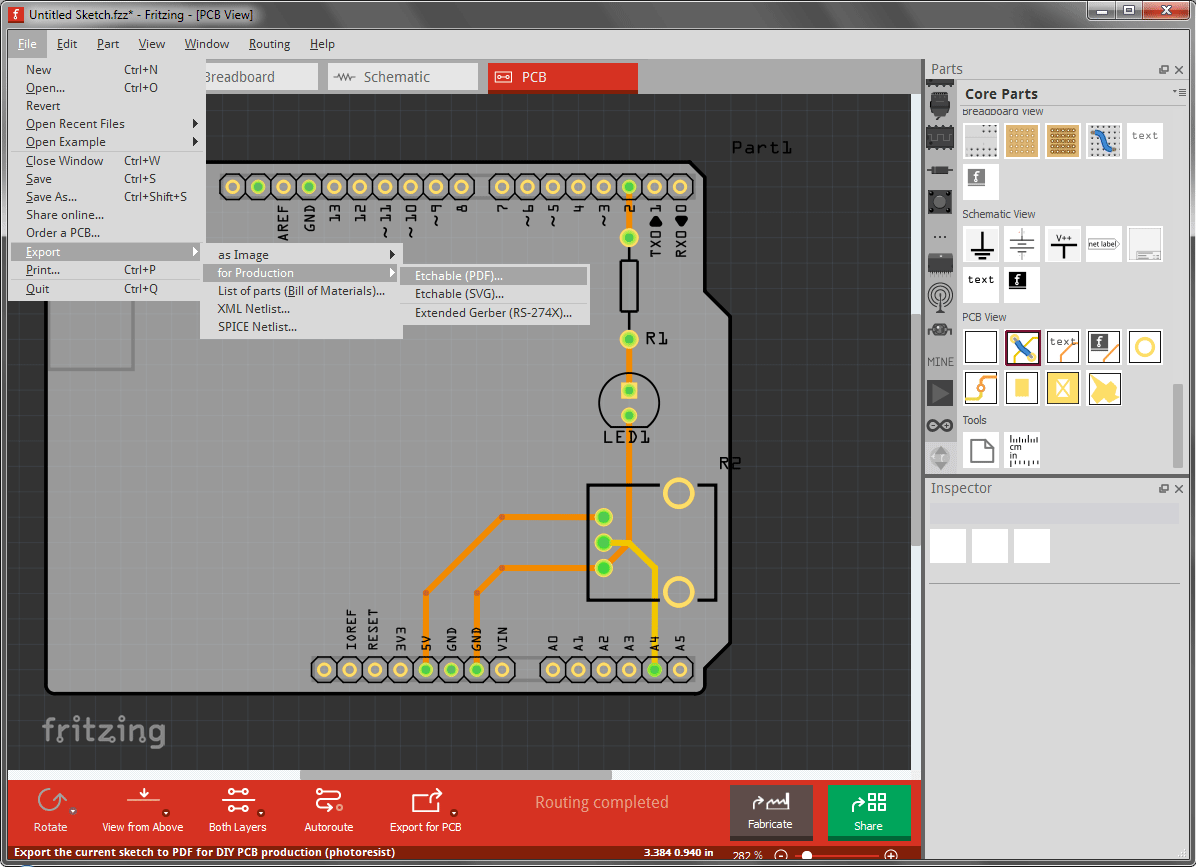 Untitled Sketch.fzz* - Fritzing - [PCB View]
File Edit Part View Window Routing Help
New Ctrl+N
Open... Ctrl+O
Revert
Open Recent Files
Open Example
Close Window Ctrl+W
Save Ctrl+S
Save As... Ctrl+Shift+S
Share online...
Order a PCB...
Export
Print... Ctrl+P
Quit Ctrl+Q
as Image
for Production
List of parts (Bill of Materials)...
XML Netlist...
SPICE Netlist...
Etchable (PDF)...
Etchable (SVG)...
Extended Gerber (RS-274X)...
Breadboard Schematic PCB
Part1
AREF GND 13 12 ~11 ~10 ~9 8 7 ~6 ~5 4 ~3 2 TX0 1 RX0 0
R1
LED1
R2
IOREF RESET 3V3 5V GND GND VIN A0 A1 A2 A3 A4 A5
fritzing
Parts
Core Parts
Breadboard View
text
Schematic View
V++
net label
text
PCB View
text
MINE
Tools
cm
in
Inspector
Rotate View from Above Both Layers Autoroute Export for PCB
Routing completed
Fabricate
Share
Export the current sketch to PDF for DIY PCB production (photoresist)
3.384 0.940 in
282 %